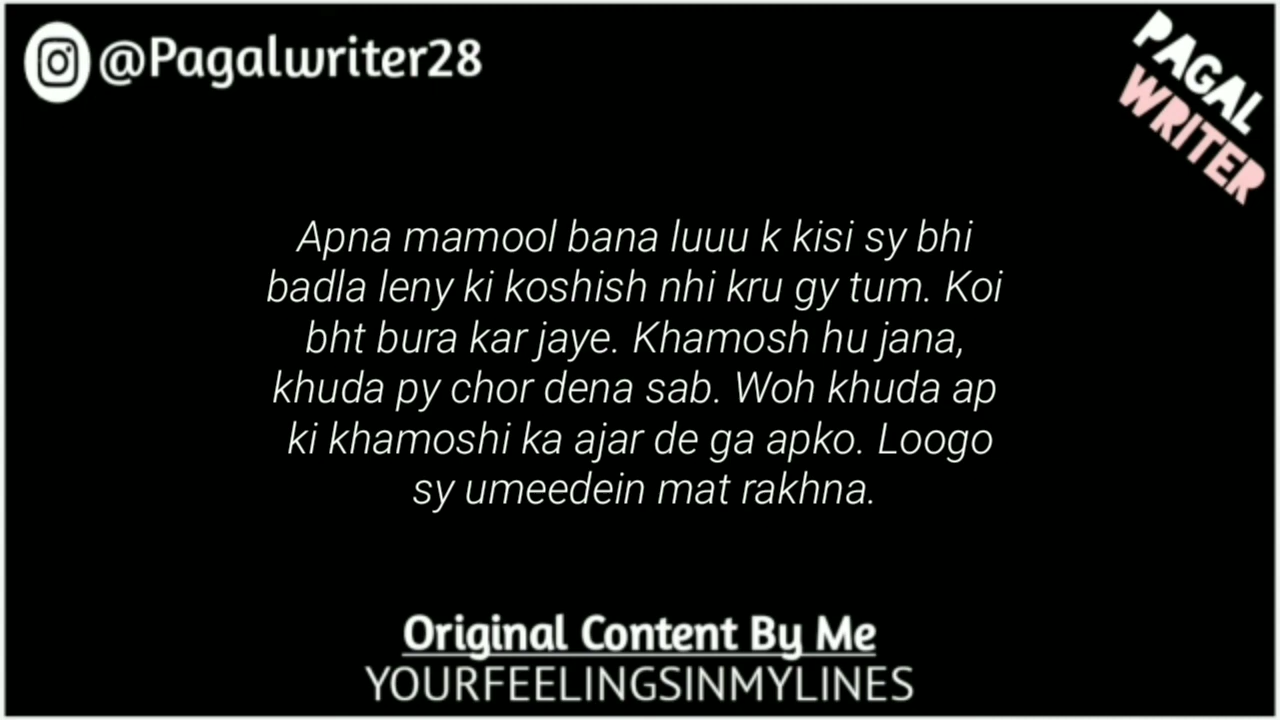 @Pagalwriter28
PAGAL
WRITER
Apna mamool bana luuu k kisi sy bhi
badla leny ki koshish nhi kru gy tum. Koi
bht bura kar jaye. Khamosh hu jana,
khuda py chor dena sab. Woh khuda ap
ki khamoshi ka ajar de ga apko. Loogo
sy umeedein mat rakhna.
Original Content By Me
YOURFEELINGSINMYLINES